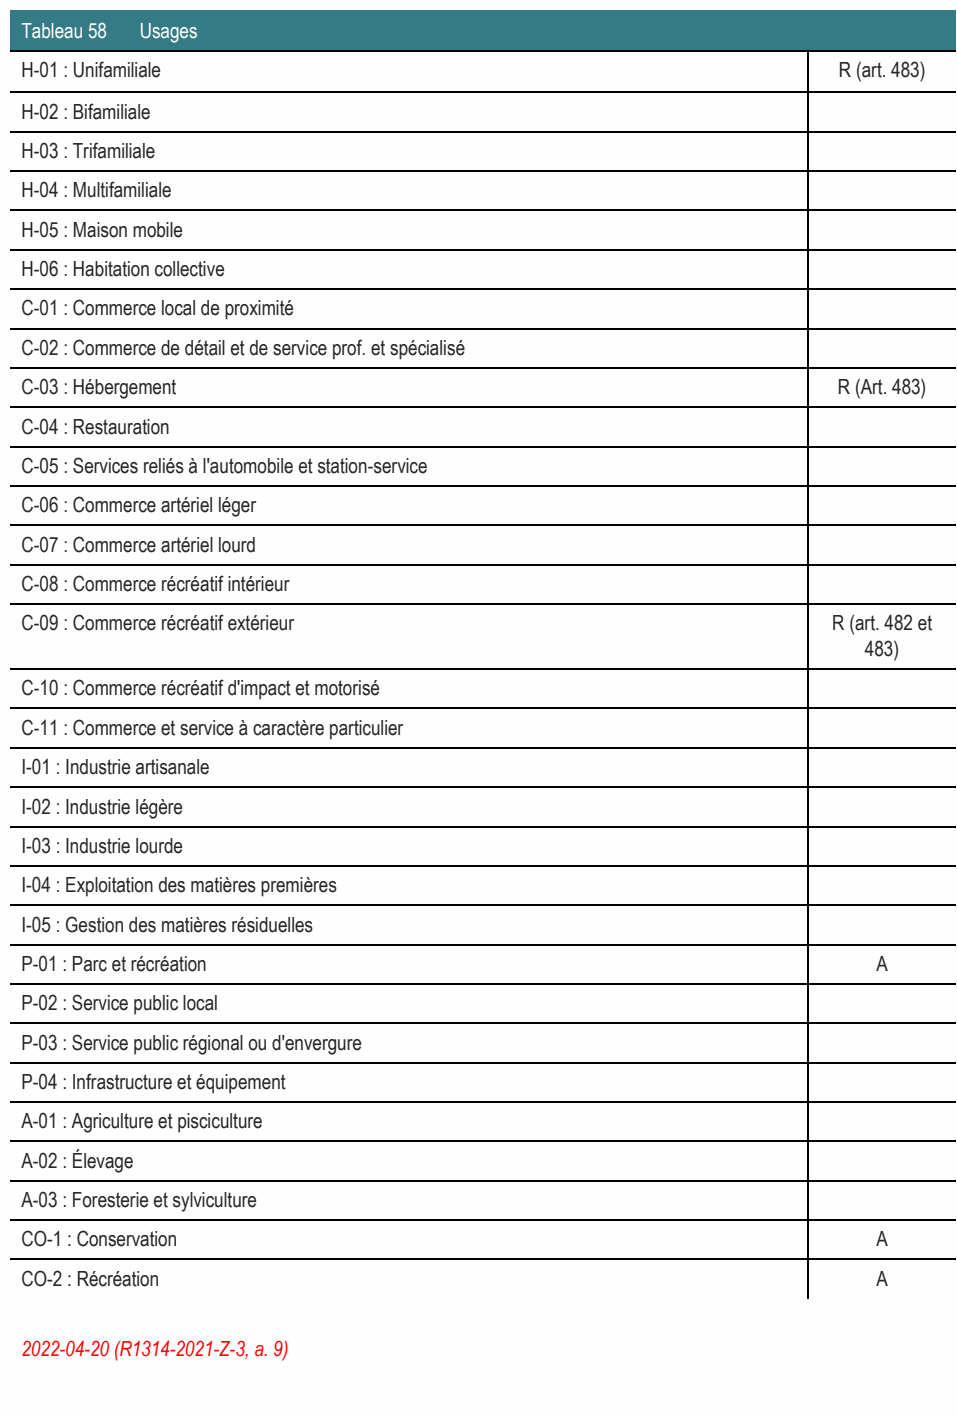 Tableau 58 Usages
H-01 : Unifamiliale R (art. 483)
H-02 : Bifamiliale
H-03 : Trifamiliale
H-04 : Multifamiliale
H-05 : Maison mobile
H-06 : Habitation collective
C-01 : Commerce local de proximité
C-02 : Commerce de détail et de service prof. et spécialisé
C-03 : Hébergement R (Art. 483)
C-04 : Restauration
C-05 : Services reliés à l'automobile et station-service
C-06 : Commerce artériel léger
C-07 : Commerce artériel lourd
C-08 : Commerce récréatif intérieur
C-09 : Commerce récréatif extérieur R (art. 482 et
483)
C-10 : Commerce récréatif d'impact et motorisé
C-11 : Commerce et service à caractère particulier
I-01 : Industrie artisanale
I-02 : Industrie légère
I-03 : Industrie lourde
I-04 : Exploitation des matières premières
I-05 : Gestion des matières résiduelles
P-01 : Parc et récréation A
P-02 : Service public local
P-03 : Service public régional ou d'envergure
P-04 : Infrastructure et équipement
A-01 : Agriculture et pisciculture
A-02 : Élevage
A-03 : Foresterie et sylviculture
CO-1 : Conservation A
CO-2 : Récréation A
2022-04-20 (R1314-2021-Z-3, a. 9)